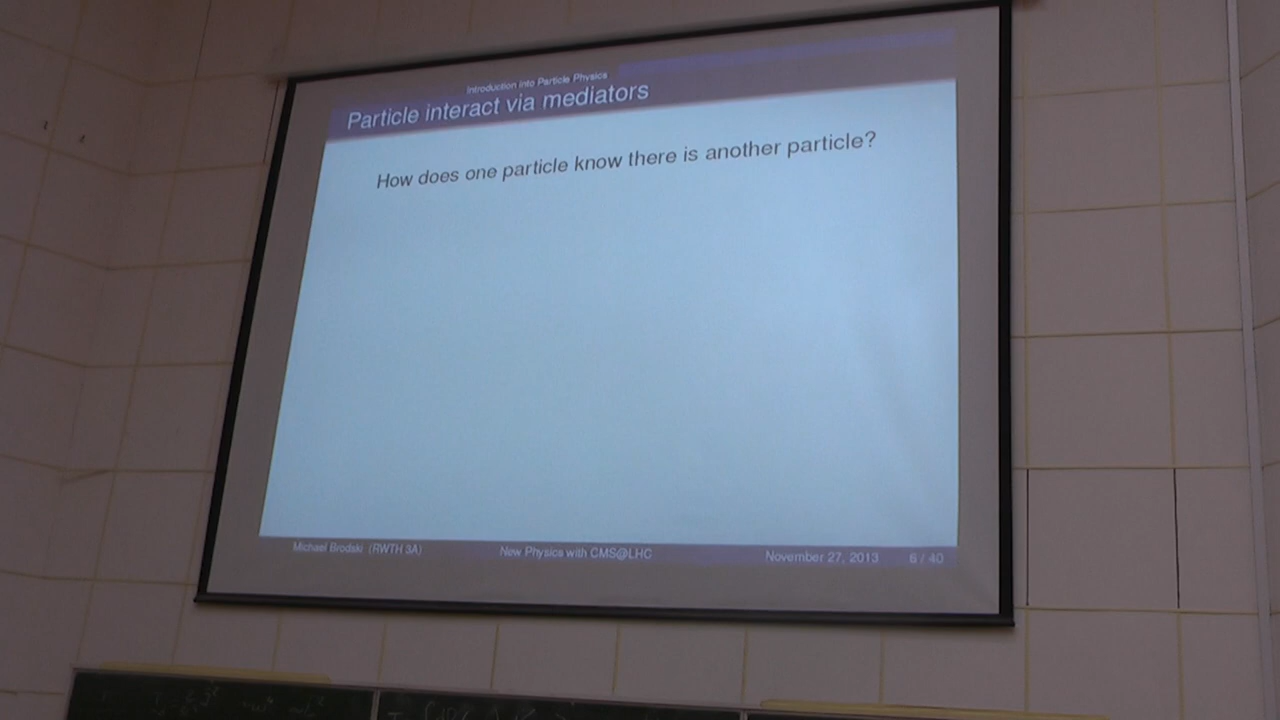 Introduction into Particle Physics
Particle interact via mediators
How does one particle know there is another particle?
Michael Brodski (RWTH 3A) New Physics with CMS@LHC November 27, 2013 6 / 40